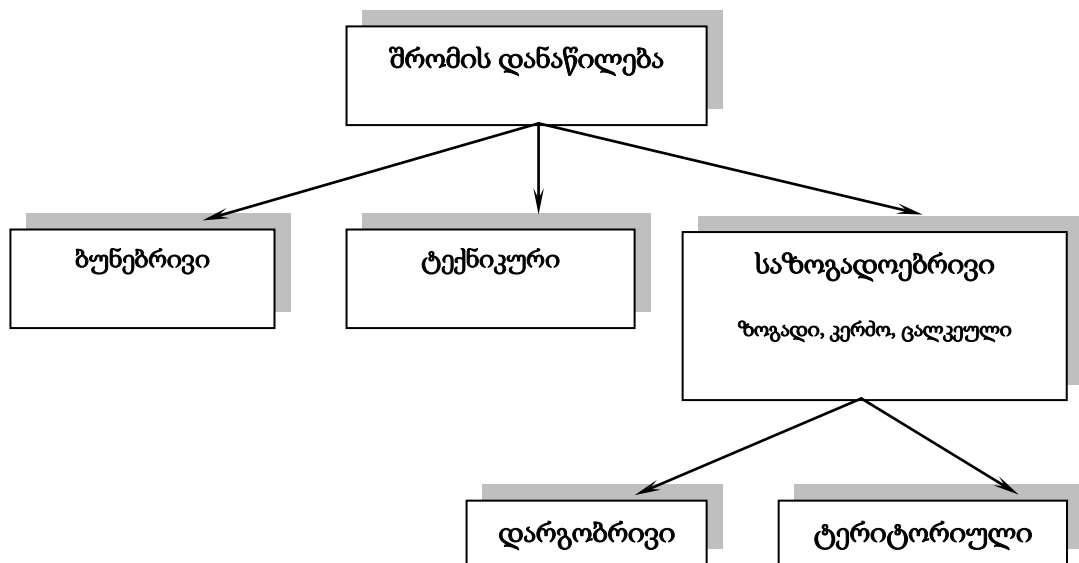 შრომის დანაწილება
ბუნებრივი
ტექნიკური
საზოგადოებრივი
ზოგადი, კერძო, ცალკეული
დარგობრივი
ტერიტორიული